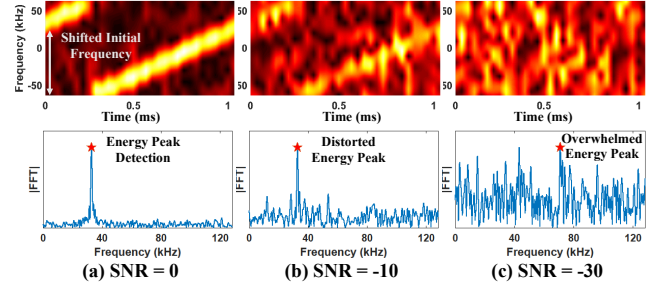 Frequency (kHz)
50
0
-50
Shifted Initial
Frequency
0.5
1
Time (ms)
50
0
-50
0.5
1
Time (ms)
50
0
-50
0.5
1
Time (ms)
|FFT|
Energy Peak
Detection
0 40 80 120
Frequency (kHz)
(a) SNR = 0
|FFT|
Distorted
Energy Peak
0 40 80 120
Frequency (kHz)
(b) SNR = -10
|FFT|
Overwhelmed
Energy Peak
0 40 80 120
Frequency (kHz)
(c) SNR = -30